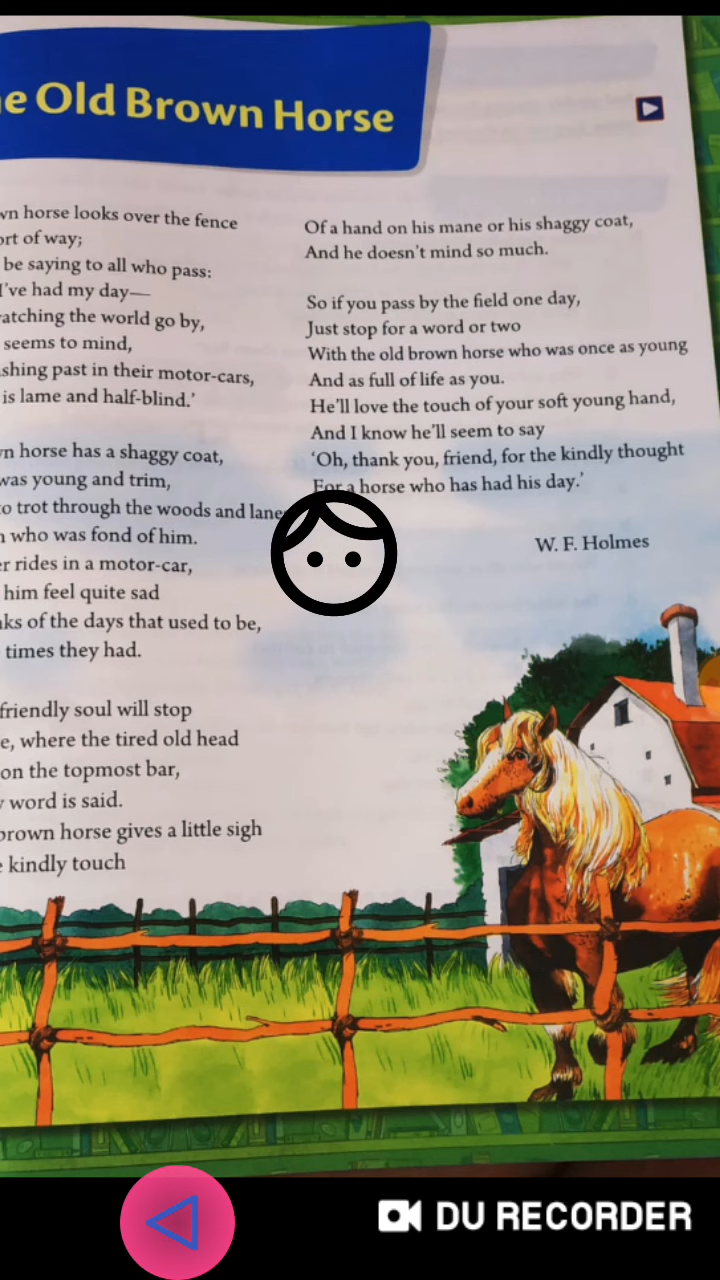 e Old Brown Horse
wn horse looks over the fence
ort of way;
be saying to all who pass:
I've had my day—
atching the world go by,
seems to mind,
shing past in their motor-cars,
is lame and half-blind.'
n horse has a shaggy coat,
was young and trim,
o trot through the woods and lane
who was fond of him.
r rides in a motor-car,
him feel quite sad
ks of the days that used to be,
times they had.
friendly soul will stop
e, where the tired old head
on the topmost bar,
word is said.
brown horse gives a little sigh
kindly touch
Of a hand on his mane or his shaggy coat,
And he doesn't mind so much.
So if you pass by the field one day,
Just stop for a word or two
With the old brown horse who was once as young
And as full of life as you.
He'll love the touch of your soft young hand,
And I know he'll seem to say
'Oh, thank you, friend, for the kindly thought
For a horse who has had his day.'
W. F. Holmes
DU RECORDER